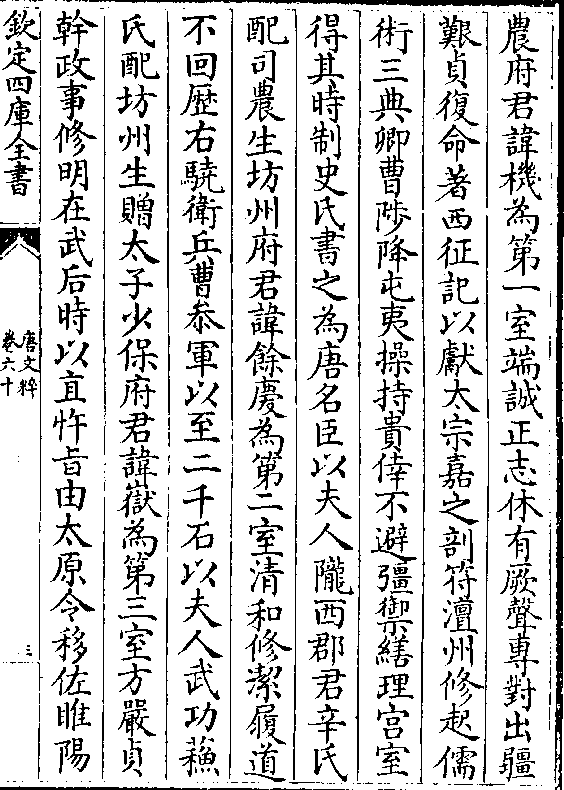 農府君諱機為第一室端誠正志休有厥聲専對出疆
艱貞復命著西征記以獻太宗嘉之剖符澶州修起儒
術三典卿曹陟降屯夷操持貴倖不避彊禦繕理宫室
得其時制史氏書之為唐名臣以夫人隴西郡君辛氏
配司農生坊州府君諱餘慶為第二室清和修潔履道
不回歴右驍衛兵曹叅軍以至二千石以夫人武功蘓
氏配坊州生贈太子少保府君諱嶽為第三室方嚴貞
幹政事修明在武后時以直忤㫖由太原令移佐睢陽
欽定四庫全書
唐文粹
卷六十
三